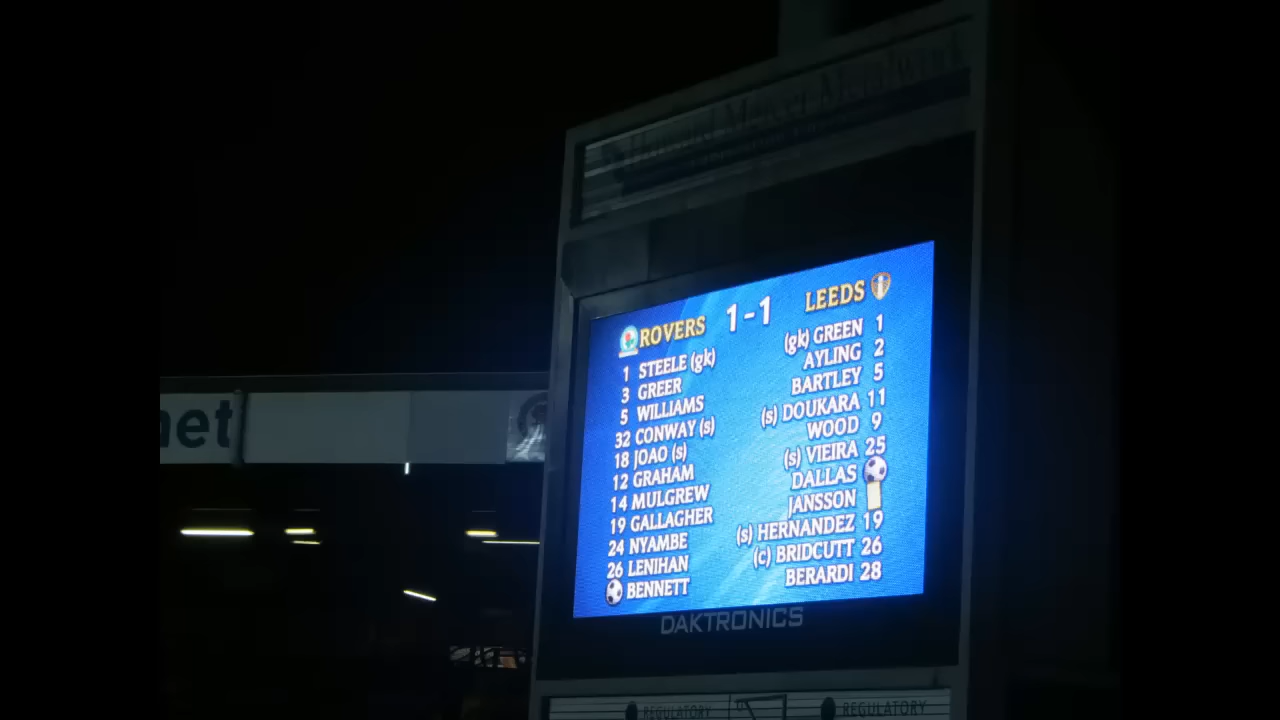 ROVERS 1-1 LEEDS
1 STEELE (gk) (gk) GREEN 1
3 GREER AYLING 2
5 WILLIAMS BARTLEY 5
32 CONWAY (s) (s) DOUKARA 11
18 JOAO (s) WOOD 9
12 GRAHAM (s) VIEIRA 25
14 MULGREW DALLAS
19 GALLAGHER JANSSON
24 NYAMBE (s) HERNANDEZ 19
26 LENIHAN (c) BRIDCUTT 26
BENNETT BERARDI 28
DAKTRONICS
net
REGULATORY REGULATORY